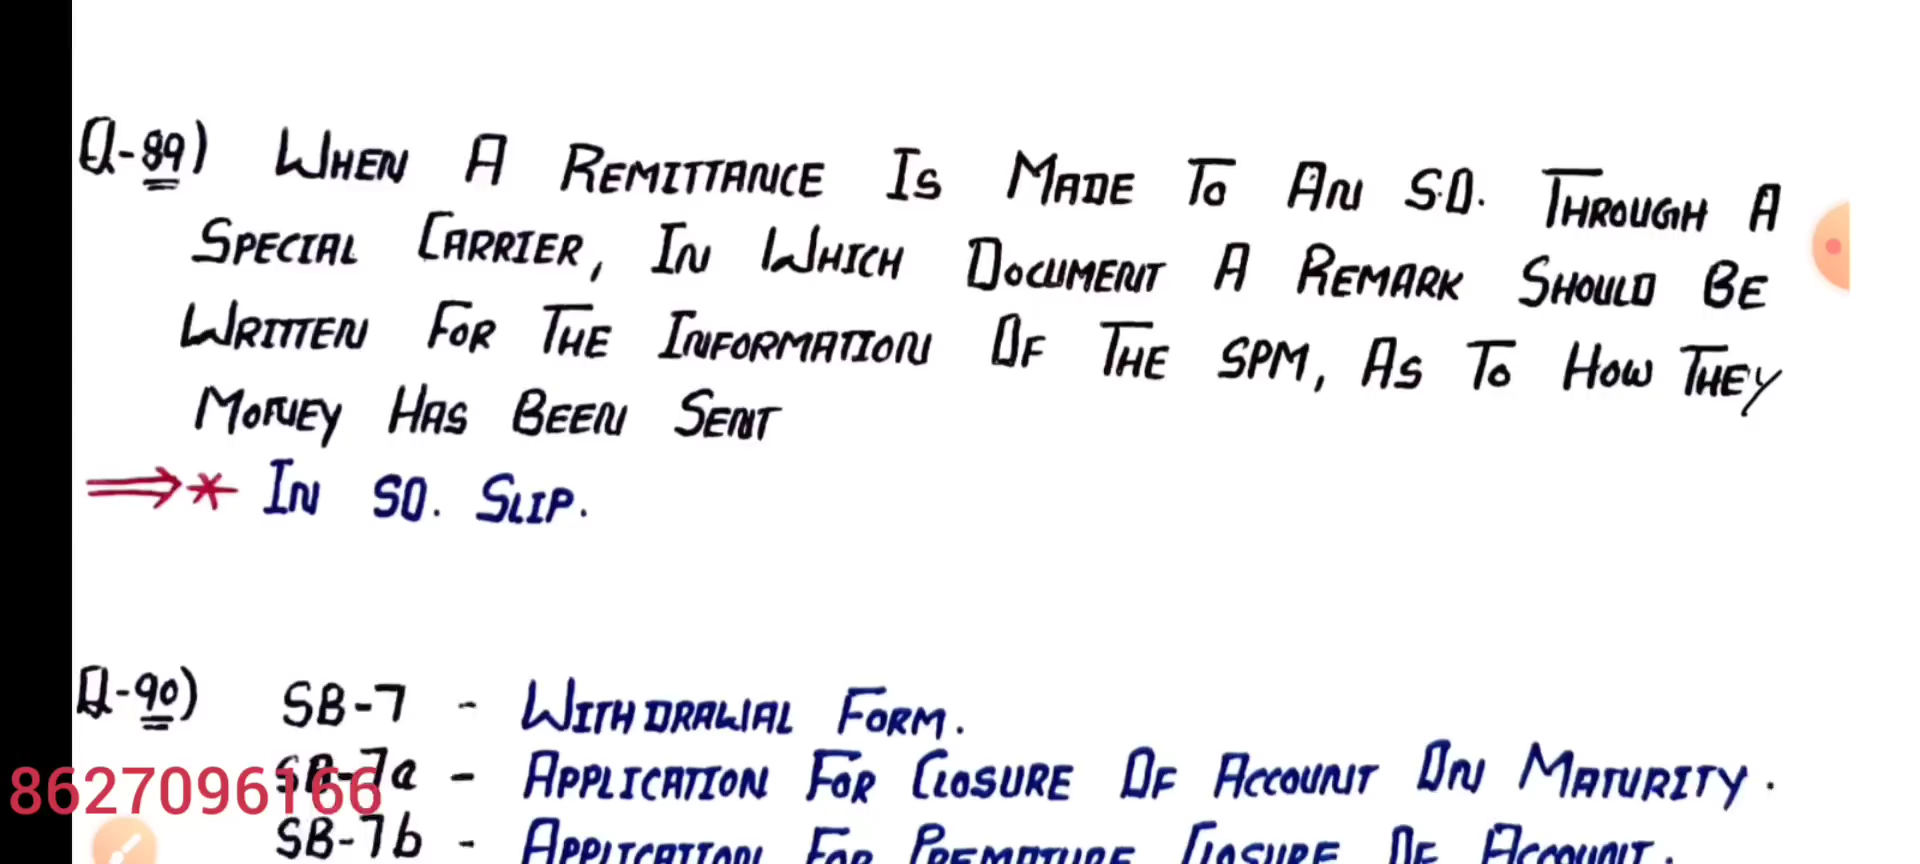 Q-89) WHEN A REMITTANCE IS MADE TO AN S.O. THROUGH A
SPECIAL CARRIER, IN WHICH DOCUMENT A REMARK SHOULD BE
WRITTEN FOR THE INFORMATION OF THE SPM, AS TO HOW THEY
MONEY HAS BEEN SENT
⇒* IN SO. SLIP.
Q-90) SB-7 - WITHDRAWAL FORM.
SB-7a - APPLICATION FOR CLOSURE OF ACCOUNT ON MATURITY.
8627096166
SB-7b - APPLICATION FOR PREMATURE CLOSURE OF ACCOUNT.